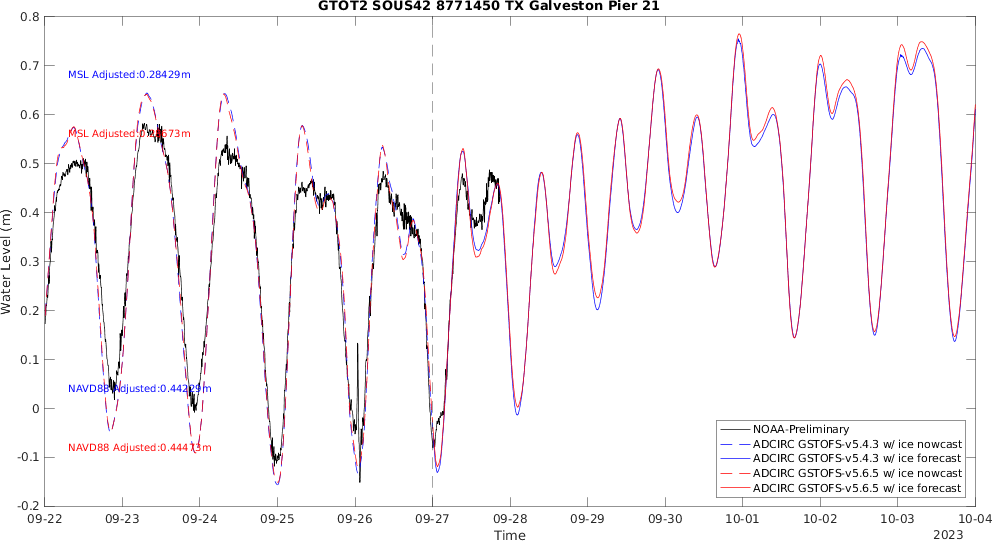 GTOT2 SOUS42 8771450 TX Galveston Pier 21
0.8
0.7
0.6
0.5
0.4
0.3
0.2
0.1
0
-0.1
-0.2
Water Level (m)
MSL Adjusted:0.28429m
MSL Adjusted:0.28673m
NAVD88 Adjusted:0.44229m
NAVD88 Adjusted:0.44473m
NOAA-Preliminary
ADCIRC GSTOFS-v5.4.3 w/ ice nowcast
ADCIRC GSTOFS-v5.4.3 w/ ice forecast
ADCIRC GSTOFS-v5.6.5 w/ ice nowcast
ADCIRC GSTOFS-v5.6.5 w/ ice forecast
09-22 09-23 09-24 09-25 09-26 09-27 09-28 09-29 09-30 10-01 10-02 10-03 10-04
Time
2023